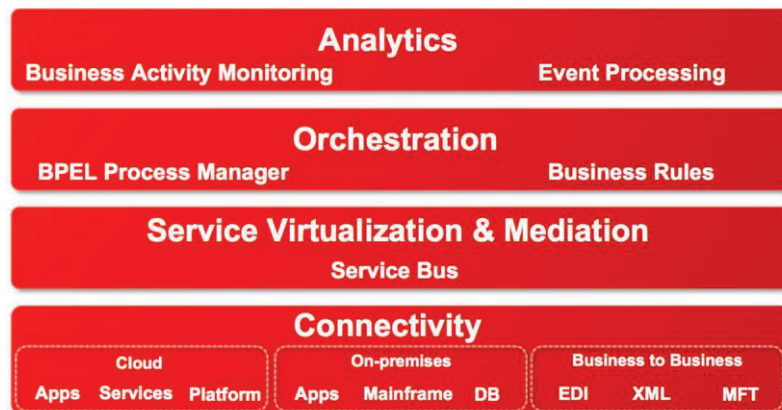 Analytics
Business Activity Monitoring Event Processing
Orchestration
BPEL Process Manager Business Rules
Service Virtualization & Mediation
Service Bus
Connectivity
Cloud On-premises Business to Business
Apps Services Platform Apps Mainframe DB EDI XML MFT